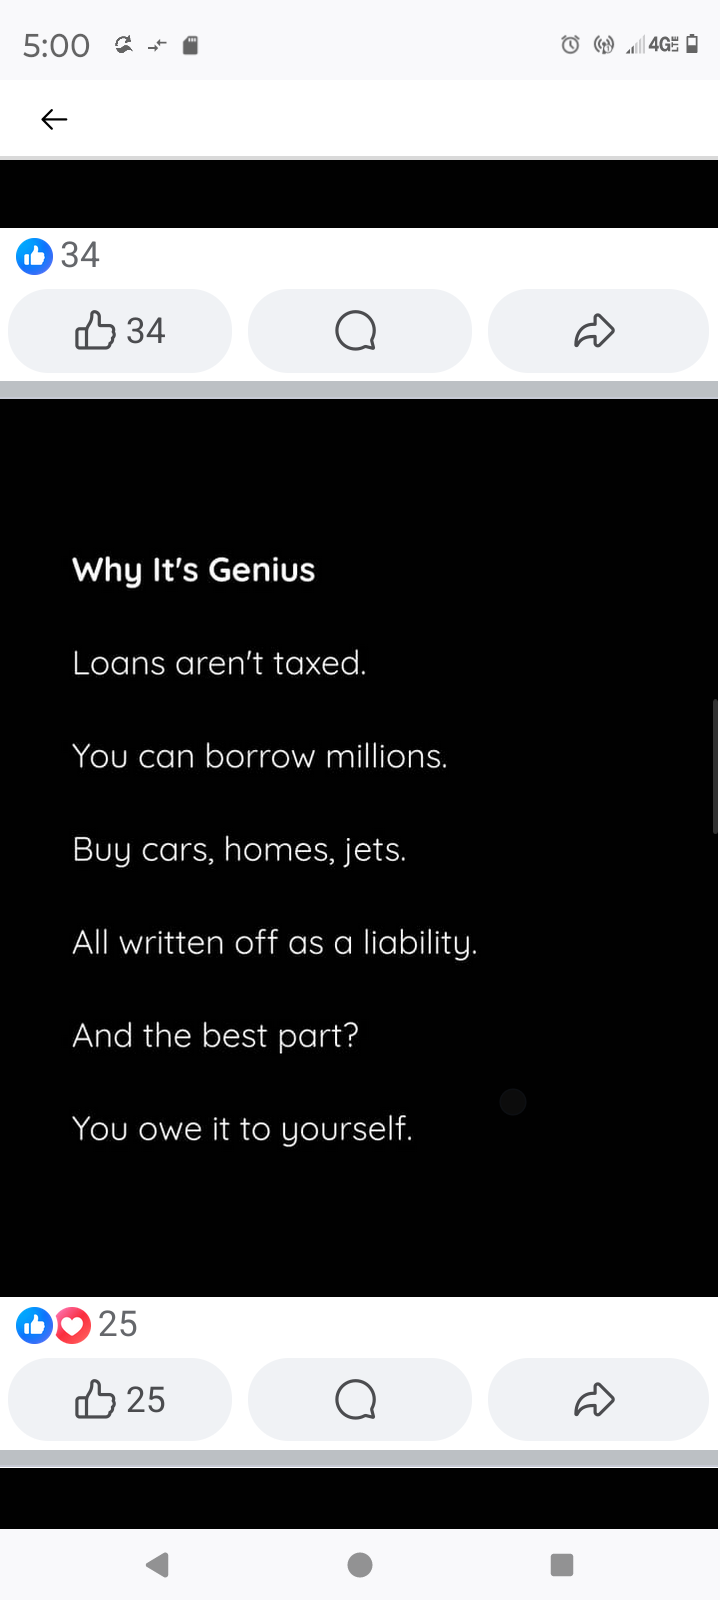 5:00
4G LTE
34
34
Why It's Genius
Loans aren't taxed.
You can borrow millions.
Buy cars, homes, jets.
All written off as a liability.
And the best part?
You owe it to yourself.
25
25